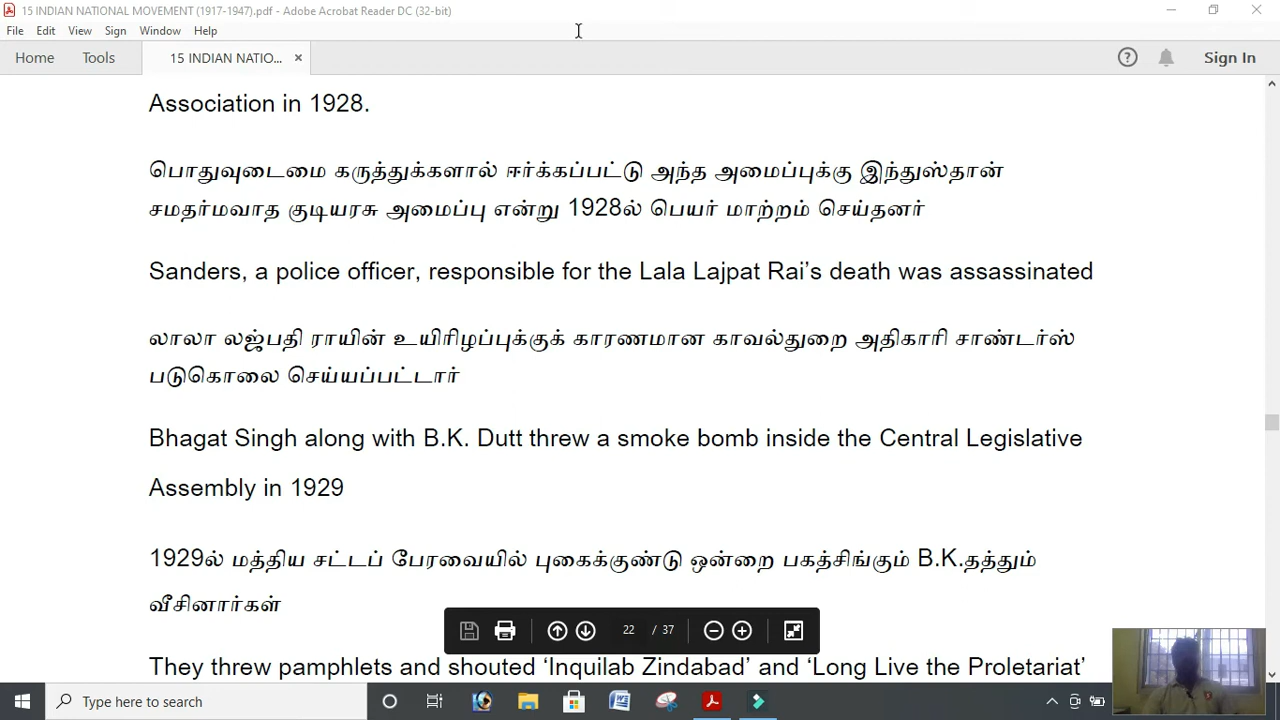 15 INDIAN NATIONAL MOVEMENT (1917-1947).pdf - Adobe Acrobat Reader DC (32-bit)
File Edit View Sign Window Help
Home Tools 15 INDIAN NATIO... × Sign In
Association in 1928.
பொதுவுடைமை கருத்துக்களால் ஈர்க்கப்பட்டு அந்த அமைப்புக்கு இந்துஸ்தான்
சமதர்மவாத குடியரசு அமைப்பு என்று 1928ல் பெயர் மாற்றம் செய்தனர்
Sanders, a police officer, responsible for the Lala Lajpat Rai’s death was assassinated
லாலா லஜ்பதி ராயின் உயிரிழப்புக்குக் காரணமான காவல்துறை அதிகாரி சாண்டர்ஸ்
படுகொலை செய்யப்பட்டார்
Bhagat Singh along with B.K. Dutt threw a smoke bomb inside the Central Legislative
Assembly in 1929
1929ல் மத்திய சட்டப் பேரவையில் புகைக்குண்டு ஒன்றை பகத்சிங்கும் B.K.தத்தும்
வீசினார்கள்
22 / 37
They threw pamphlets and shouted ‘Inquilab Zindabad’ and ‘Long Live the Proletariat’
Type here to search